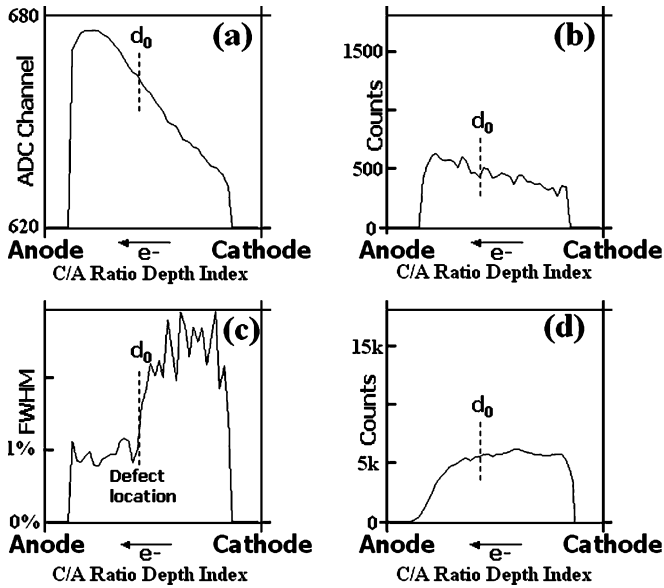 680
(a)
d0
ADC Channel
620
Anode
e-
Cathode
C/A Ratio Depth Index
(b)
1500
Counts
d0
500
0
Anode
e-
Cathode
C/A Ratio Depth Index
(c)
d0
FWHM
1%
Defect
location
0%
Anode
e-
Cathode
C/A Ratio Depth Index
(d)
15k
Counts
d0
5k
0
Anode
e-
Cathode
C/A Ratio Depth Index